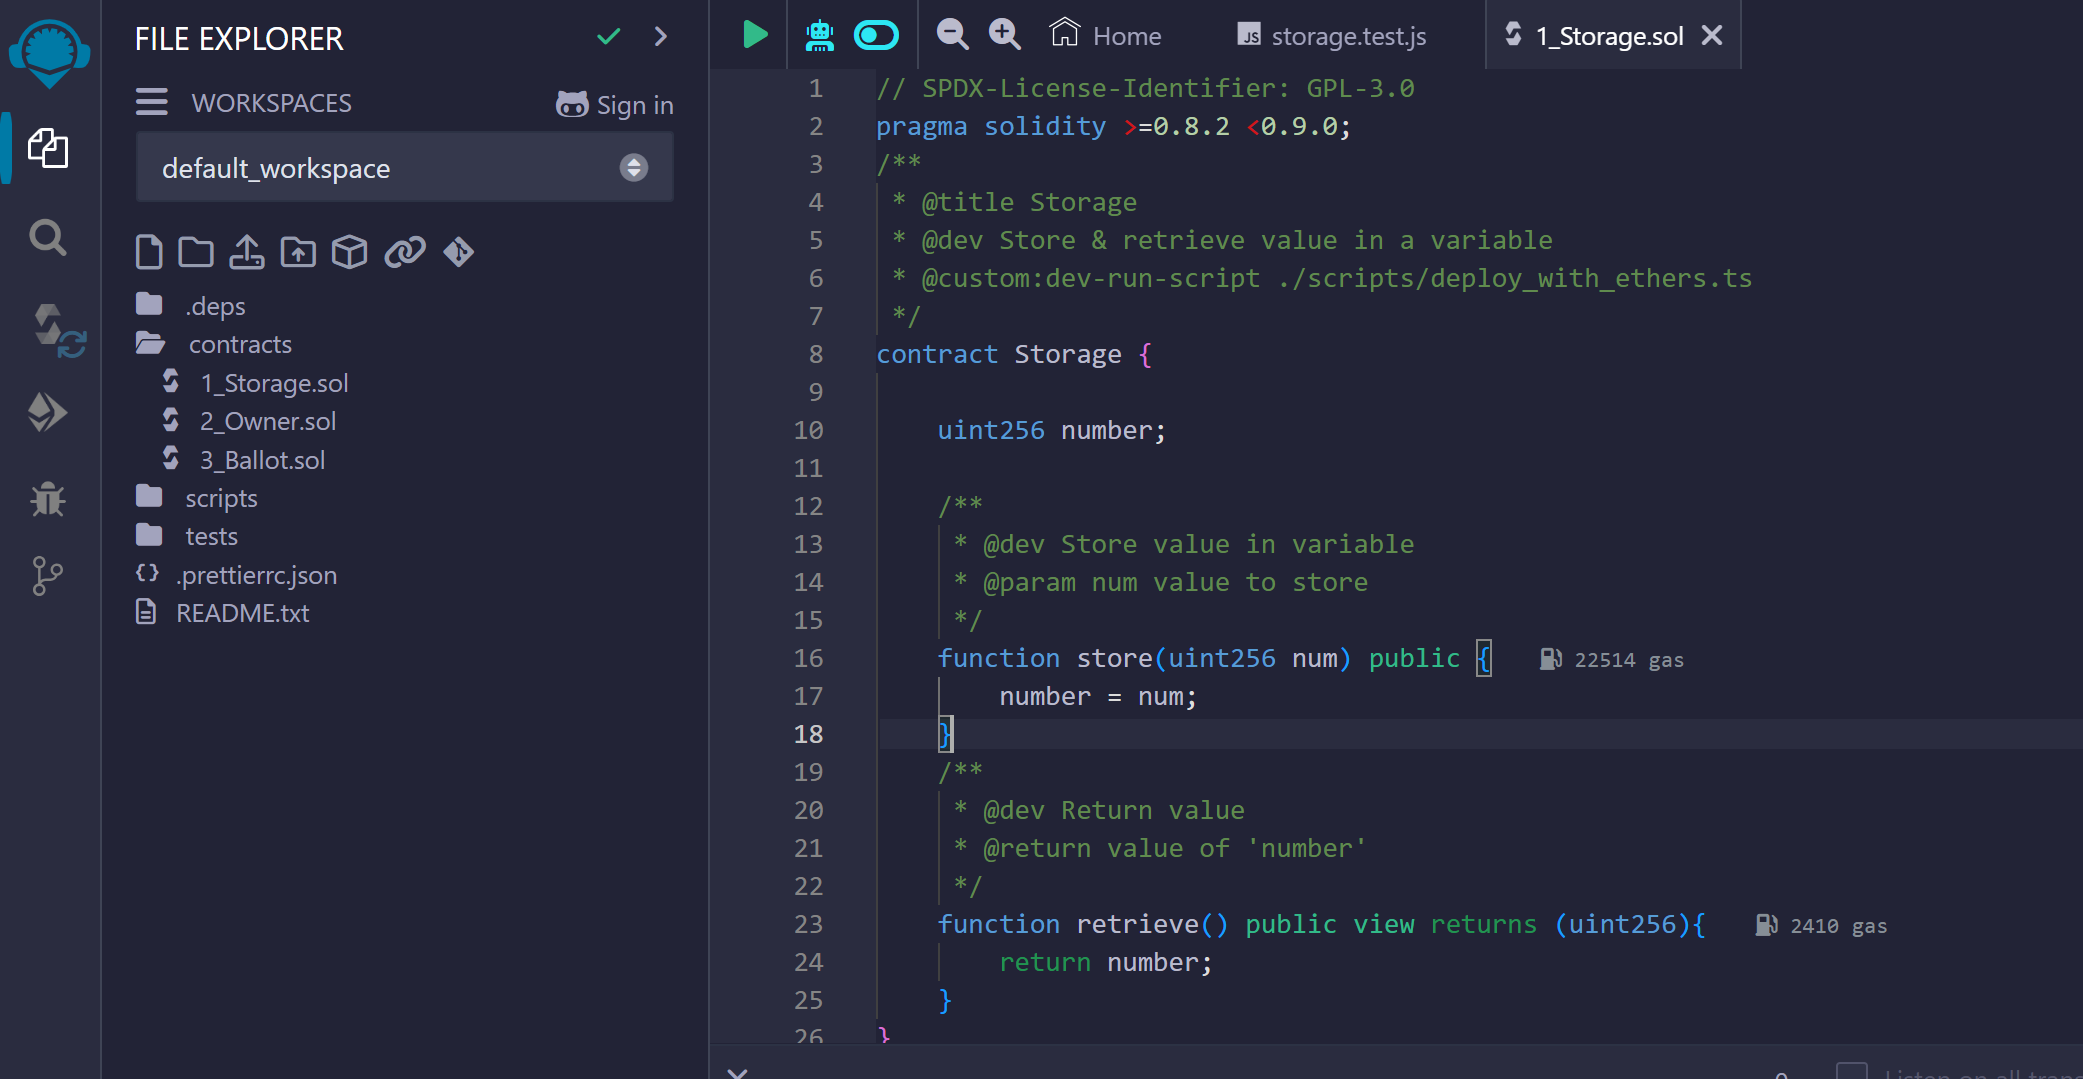 FILE EXPLORER
WORKSPACES
Sign in
default_workspace
.deps
contracts
1_Storage.sol
2_Owner.sol
3_Ballot.sol
scripts
tests
{} .prettierrc.json
README.txt
Home
JS storage.test.js
1_Storage.sol
1 // SPDX-License-Identifier: GPL-3.0
2 pragma solidity >=0.8.2 <0.9.0;
3 /**
4  * @title Storage
5  * @dev Store & retrieve value in a variable
6  * @custom:dev-run-script ./scripts/deploy_with_ethers.ts
7  */
8 contract Storage {
9
10     uint256 number;
11
12     /**
13      * @dev Store value in variable
14      * @param num value to store
15      */
16     function store(uint256 num) public { 22514 gas
17         number = num;
18     }
19     /**
20      * @dev Return value
21      * @return value of 'number'
22      */
23     function retrieve() public view returns (uint256){ 2410 gas
24         return number;
25     }
26 }
0
Listen on all